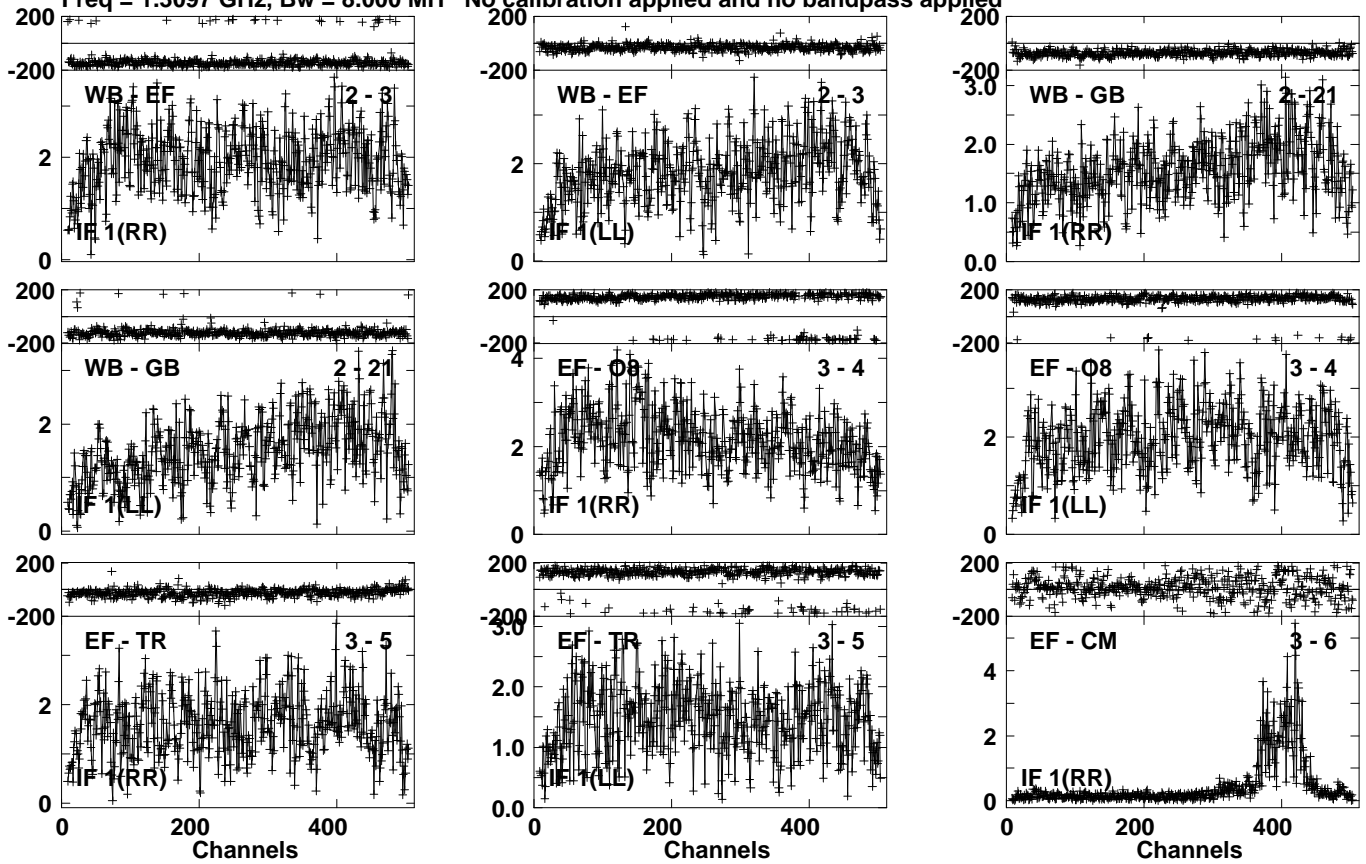 Freq = 1.5097 GHz, Bw = 8.000 MH No calibration applied and no bandpass applied
200
-200
WB - EF 2 - 3
2
0
IF 1(RR)
200
-200
WB - EF 2 - 3
2
0
IF 1(LL)
200
-200
3.0
WB - GB 2 - 21
2.0
1.0
0.0
IF 1(RR)
200
-200
WB - GB 2 - 21
2
0
IF 1(LL)
200
-200
4
EF - O8 3 - 4
2
0
IF 1(RR)
200
-200
EF - O8 3 - 4
2
0
IF 1(LL)
200
-200
EF - TR 3 - 5
2
0
IF 1(RR)
0 200 400
Channels
200
-200
3.0
EF - TR 3 - 5
2.0
1.0
0.0
IF 1(LL)
0 200 400
Channels
200
-200
EF - CM 3 - 6
4
2
0
IF 1(RR)
0 200 400
Channels